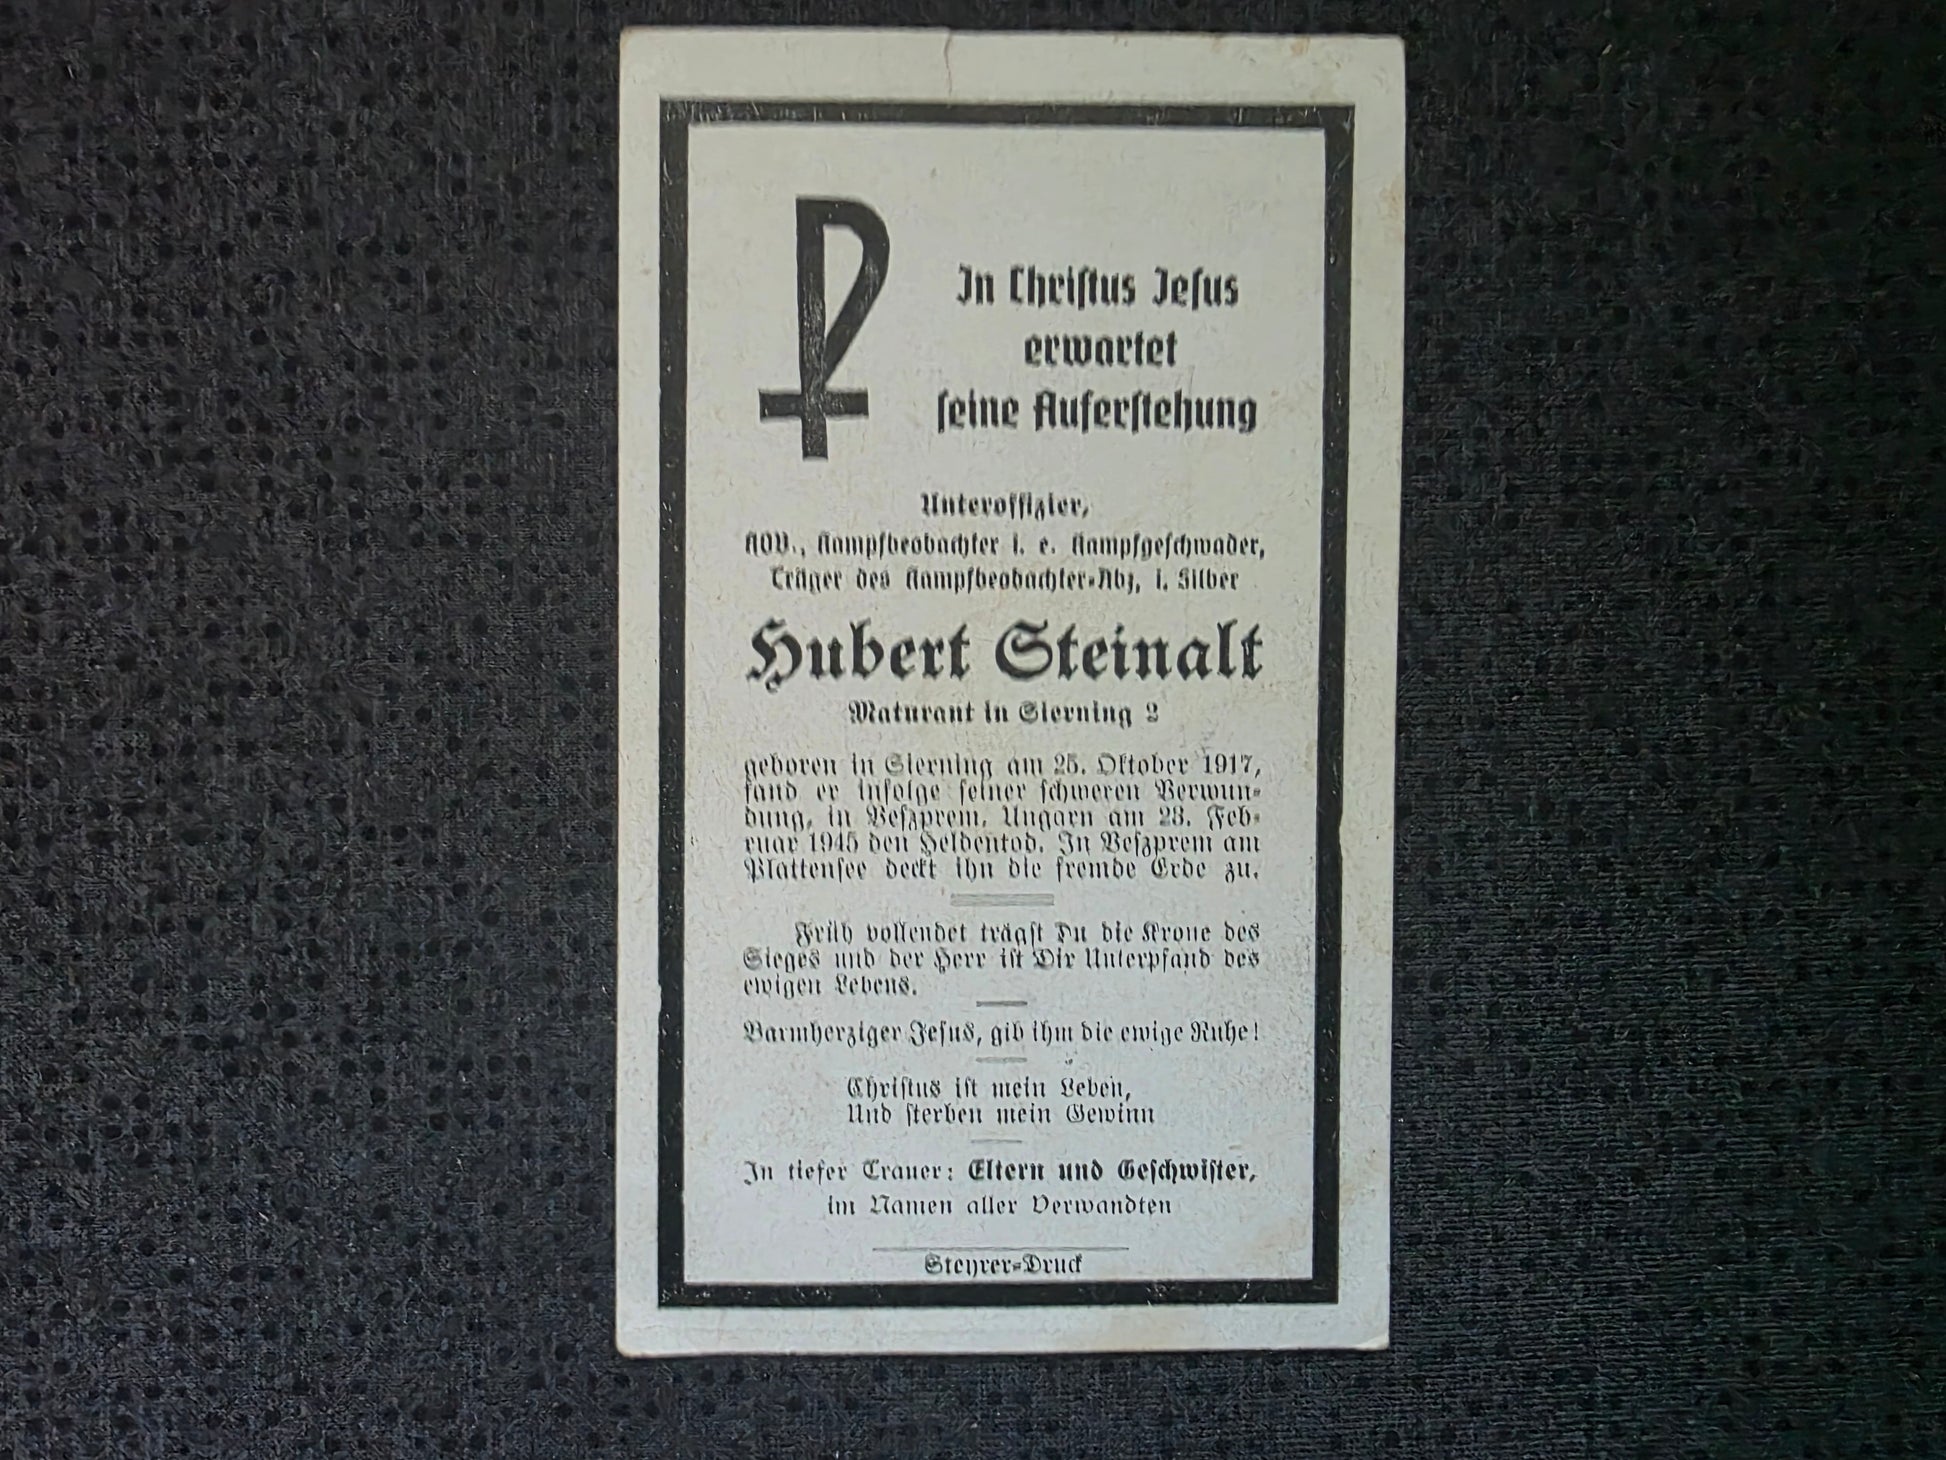 In Christus Jesus
erwartet
seine Auferstehung
Unteroffizier,
KOB., Kampfbeobachter i. e. Kampfgeschwader,
Träger des Kampfbeobachter-Abz. i. Silber
Hubert Steinalt
Maturant in Sierning 2
geboren in Sierning am 25. Oktober 1917,
fand er infolge seiner schweren Verwun-
dung, in Veszprem, Ungarn am 23. Feb-
ruar 1945 den Heldentod. In Veszprem am
Plattensee deckt ihn die fremde Erde zu.
Früh vollendet trägst Du die Krone des
Sieges und der Herr ist Dir Unterpfand des
ewigen Lebens.
Barmherziger Jesus, gib ihm die ewige Ruhe!
Christus ist mein Leben,
Und sterben mein Gewinn
In tiefer Trauer: Eltern und Geschwister,
im Namen aller Verwandten
Steyrer-Druck